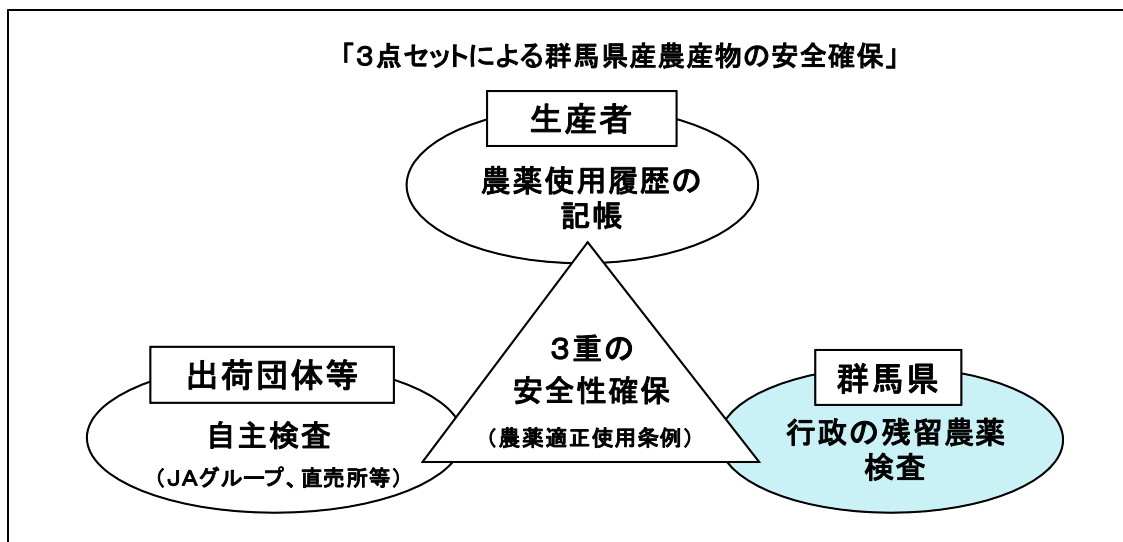 「３点セットによる群馬県産農産物の安全確保」
生産者
農薬使用履歴の
記帳
３重の
安全性確保
（農薬適正使用条例）
出荷団体等
自主検査
（ＪＡグループ、直売所等）
群馬県
行政の残留農薬
検査